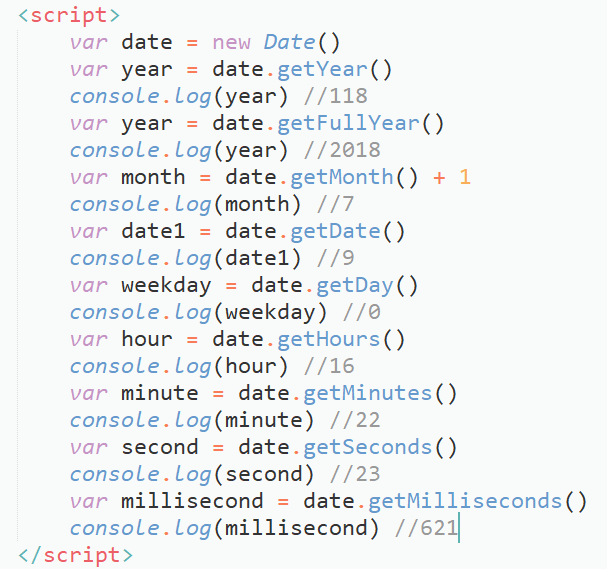 <script>
var date = new Date()
var year = date.getYear()
console.log(year) //118
var year = date.getFullYear()
console.log(year) //2018
var month = date.getMonth() + 1
console.log(month) //7
var date1 = date.getDate()
console.log(date1) //9
var weekday = date.getDay()
console.log(weekday) //0
var hour = date.getHours()
console.log(hour) //16
var minute = date.getMinutes()
console.log(minute) //22
var second = date.getSeconds()
console.log(second) //23
var millisecond = date.getMilliseconds()
console.log(millisecond) //621
</script>